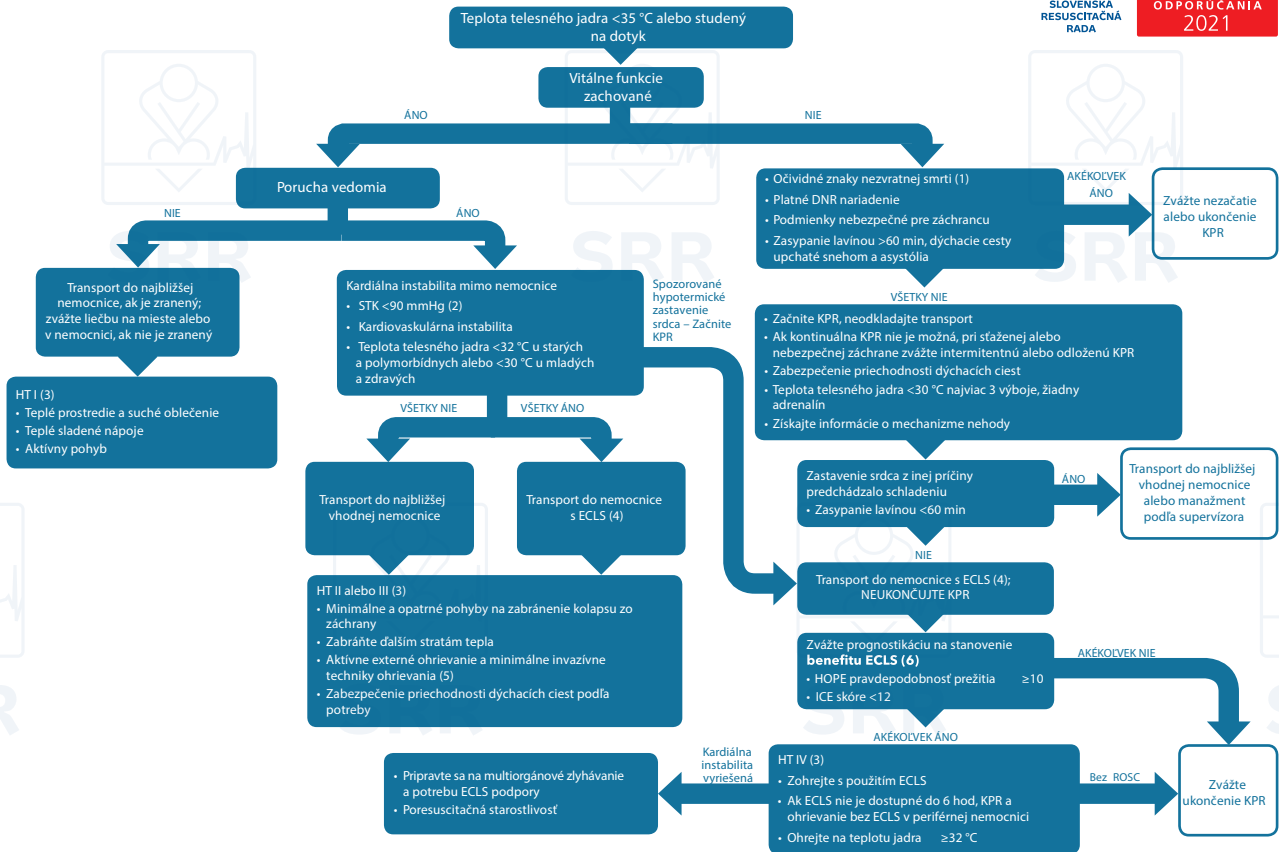 SLOVENSKÁ
RESUSCITAČNÁ
RADA
ODPORÚČANIA
2021
Teplota telesného jadra <35 °C alebo studený
na dotyk
Vitálne funkcie
zachované
ÁNO
NIE
Porucha vedomia
NIE
ÁNO
• Očividné znaky nezvratnej smrti (1)
• Platné DNR nariadenie
• Podmienky nebezpečné pre záchrancu
• Zasypanie lavínou >60 min, dýchacie cesty
upchaté snehom a asystólia
AKÉKOĽVEK
ÁNO
Zvážte nezačatie
alebo ukončenie
KPR
Transport do najbližšej
nemocnice, ak je zranený;
zvážte liečbu na mieste alebo
v nemocnici, ak nie je zranený
Kardiálna instabilita mimo nemocnice
• STK <90 mmHg (2)
• Kardiovaskulárna instabilita
• Teplota telesného jadra <32 °C u starých
a polymorbídnych alebo <30 °C u mladých
a zdravých
Spozorované
hypotermické
zastavenie
srdca – Začnite
KPR
VŠETKY NIE
• Začnite KPR, neodkladajte transport
• Ak kontinuálna KPR nie je možná, pri sťaženej alebo
nebezpečnej záchrane zvážte intermitentnú alebo odloženú KPR
• Zabezpečenie priechodnosti dýchacích ciest
• Teplota telesného jadra <30 °C najviac 3 výboje, žiadny
adrenalín
• Získajte informácie o mechanizme nehody
HT I (3)
• Teplé prostredie a suché oblečenie
• Teplé sladené nápoje
• Aktívny pohyb
VŠETKY NIE
VŠETKY ÁNO
Transport do najbližšej
vhodnej nemocnice
Transport do nemocnice
s ECLS (4)
Zastavenie srdca z inej príčiny
predchádzalo schladeniu
• Zasypanie lavínou <60 min
ÁNO
Transport do najbližšej
vhodnej nemocnice
alebo manažment
podľa supervízora
NIE
HT II alebo III (3)
• Minimálne a opatrné pohyby na zabránenie kolapsu zo
záchrany
• Zabráňte ďalším stratám tepla
• Aktívne externé ohrievanie a minimálne invazívne
techniky ohrievania (5)
• Zabezpečenie priechodnosti dýchacích ciest podľa
potreby
Transport do nemocnice s ECLS (4);
NEUKONČUJTE KPR
Zvážte prognostikáciu na stanovenie
benefitu ECLS (6)
• HOPE pravdepodobnosť prežitia ≥10
• ICE skóre <12
AKÉKOĽVEK NIE
AKÉKOĽVEK ÁNO
HT IV (3)
• Zohrejte s použitím ECLS
• Ak ECLS nie je dostupné do 6 hod, KPR a
ohrievanie bez ECLS v periférnej nemocnici
• Ohrejte na teplotu jadra ≥32 °C
Kardiálna
instabilita
vyriešená
• Pripravte sa na multiorgánové zlyhávanie
a potrebu ECLS podpory
• Poresuscitačná starostlivosť
Bez ROSC
Zvážte
ukončenie KPR
SRR
SRR
SRR
SRR
SRR